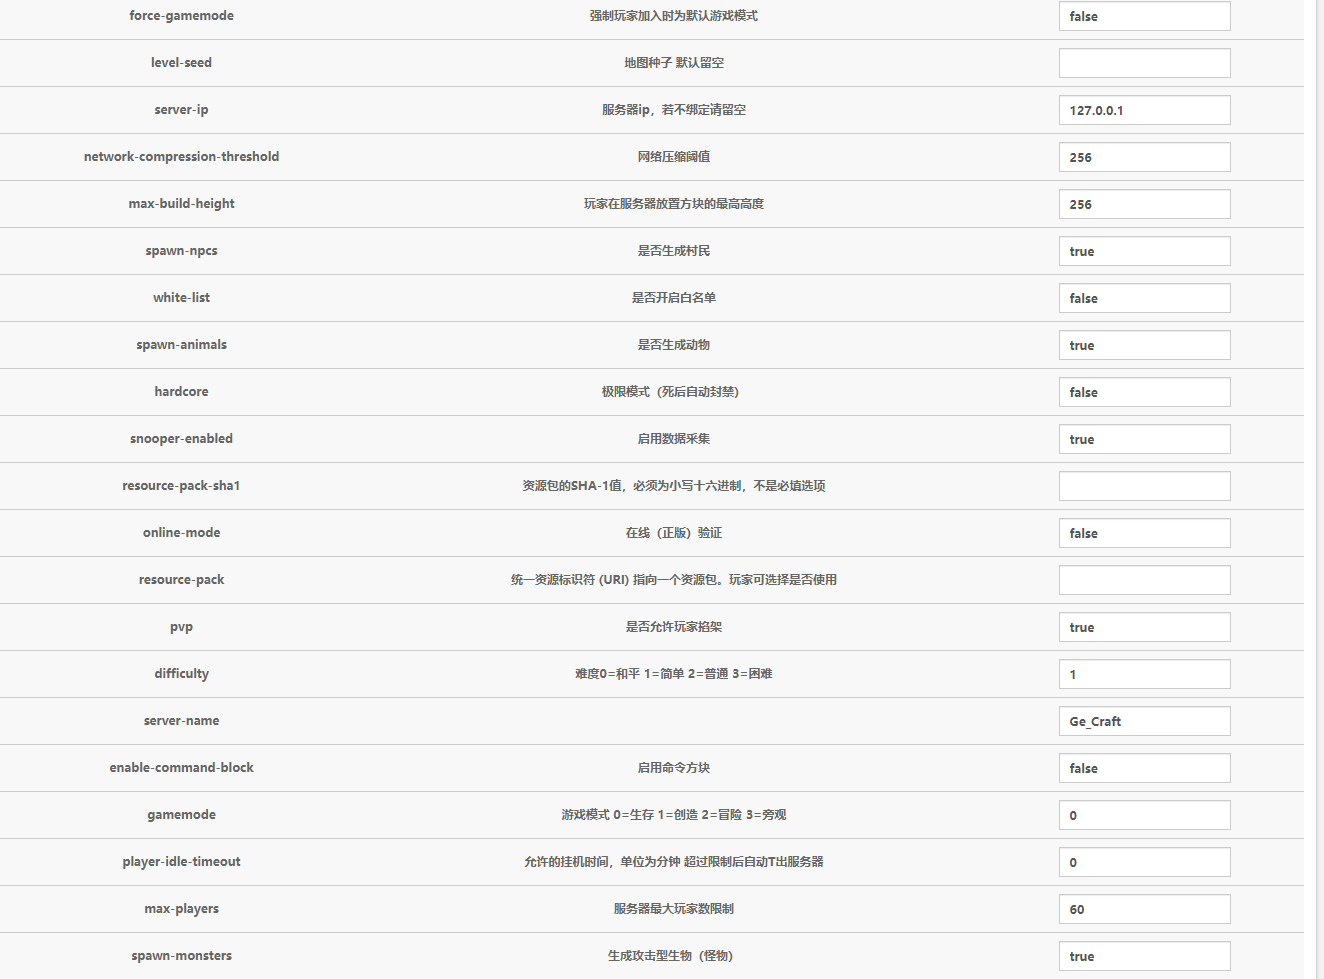 force-gamemode 强制玩家加入时为默认游戏模式 false
level-seed 地图种子 默认留空
server-ip 服务器ip，若不绑定请留空 127.0.0.1
network-compression-threshold 网络压缩阈值 256
max-build-height 玩家在服务器放置方块的最高高度 256
spawn-npcs 是否生成村民 true
white-list 是否开启白名单 false
spawn-animals 是否生成动物 true
hardcore 极限模式（死后自动封禁） false
snooper-enabled 启用数据采集 true
resource-pack-sha1 资源包的SHA-1值，必须为小写十六进制，不是必填选项
online-mode 在线（正版）验证 false
resource-pack 统一资源标识符 (URI) 指向一个资源包。玩家可选择是否使用
pvp 是否允许玩家掐架 true
difficulty 难度0=和平 1=简单 2=普通 3=困难 1
server-name Ge_Craft
enable-command-block 启用命令方块 false
gamemode 游戏模式 0=生存 1=创造 2=冒险 3=旁观 0
player-idle-timeout 允许的挂机时间，单位为分钟 超过限制后自动T出服务器 0
max-players 服务器最大玩家数限制 60
spawn-monsters 生成攻击型生物（怪物） true